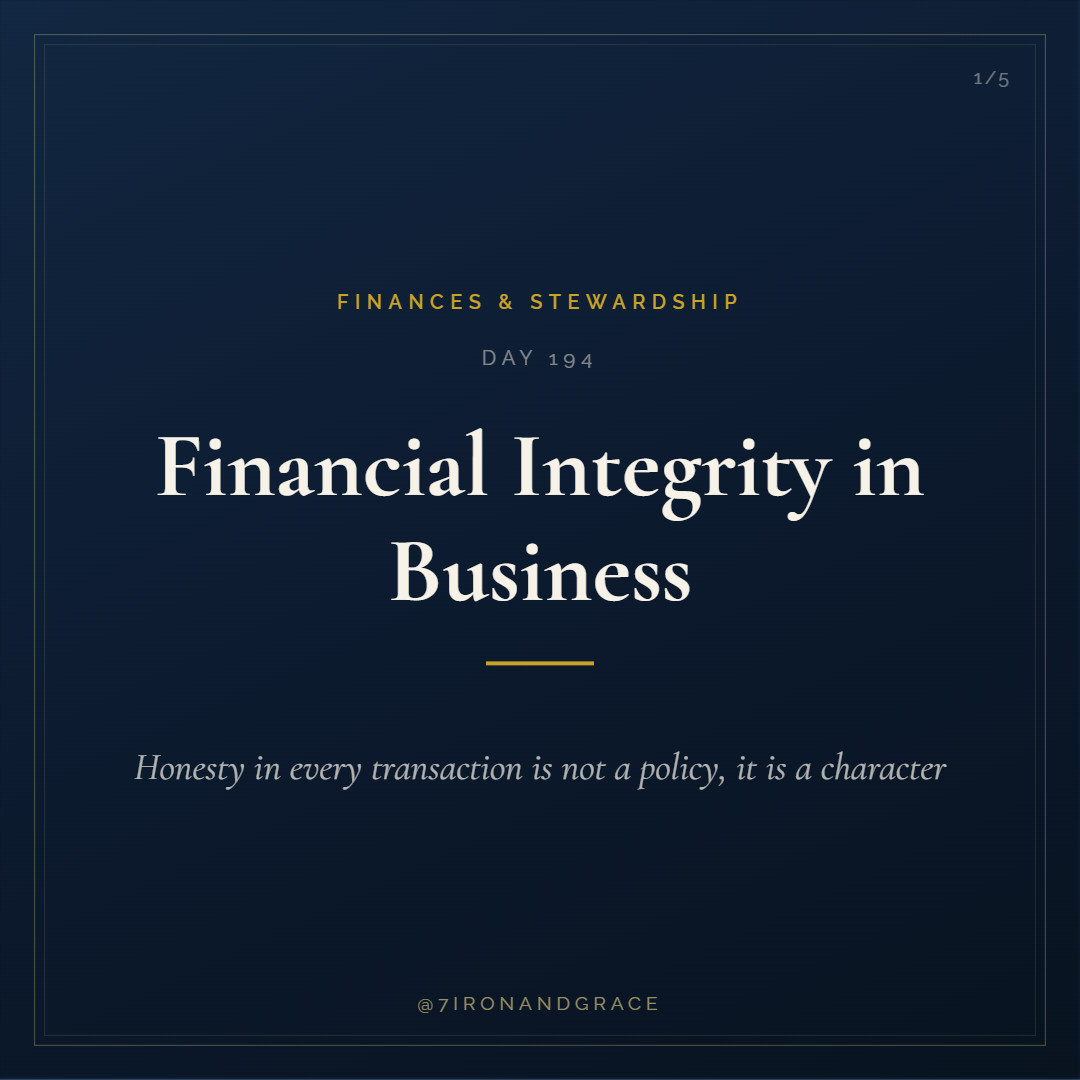 1/5
FINANCES & STEWARDSHIP
DAY 194
Financial Integrity in
Business
Honesty in every transaction is not a policy, it is a character
@7IRONANDGRACE